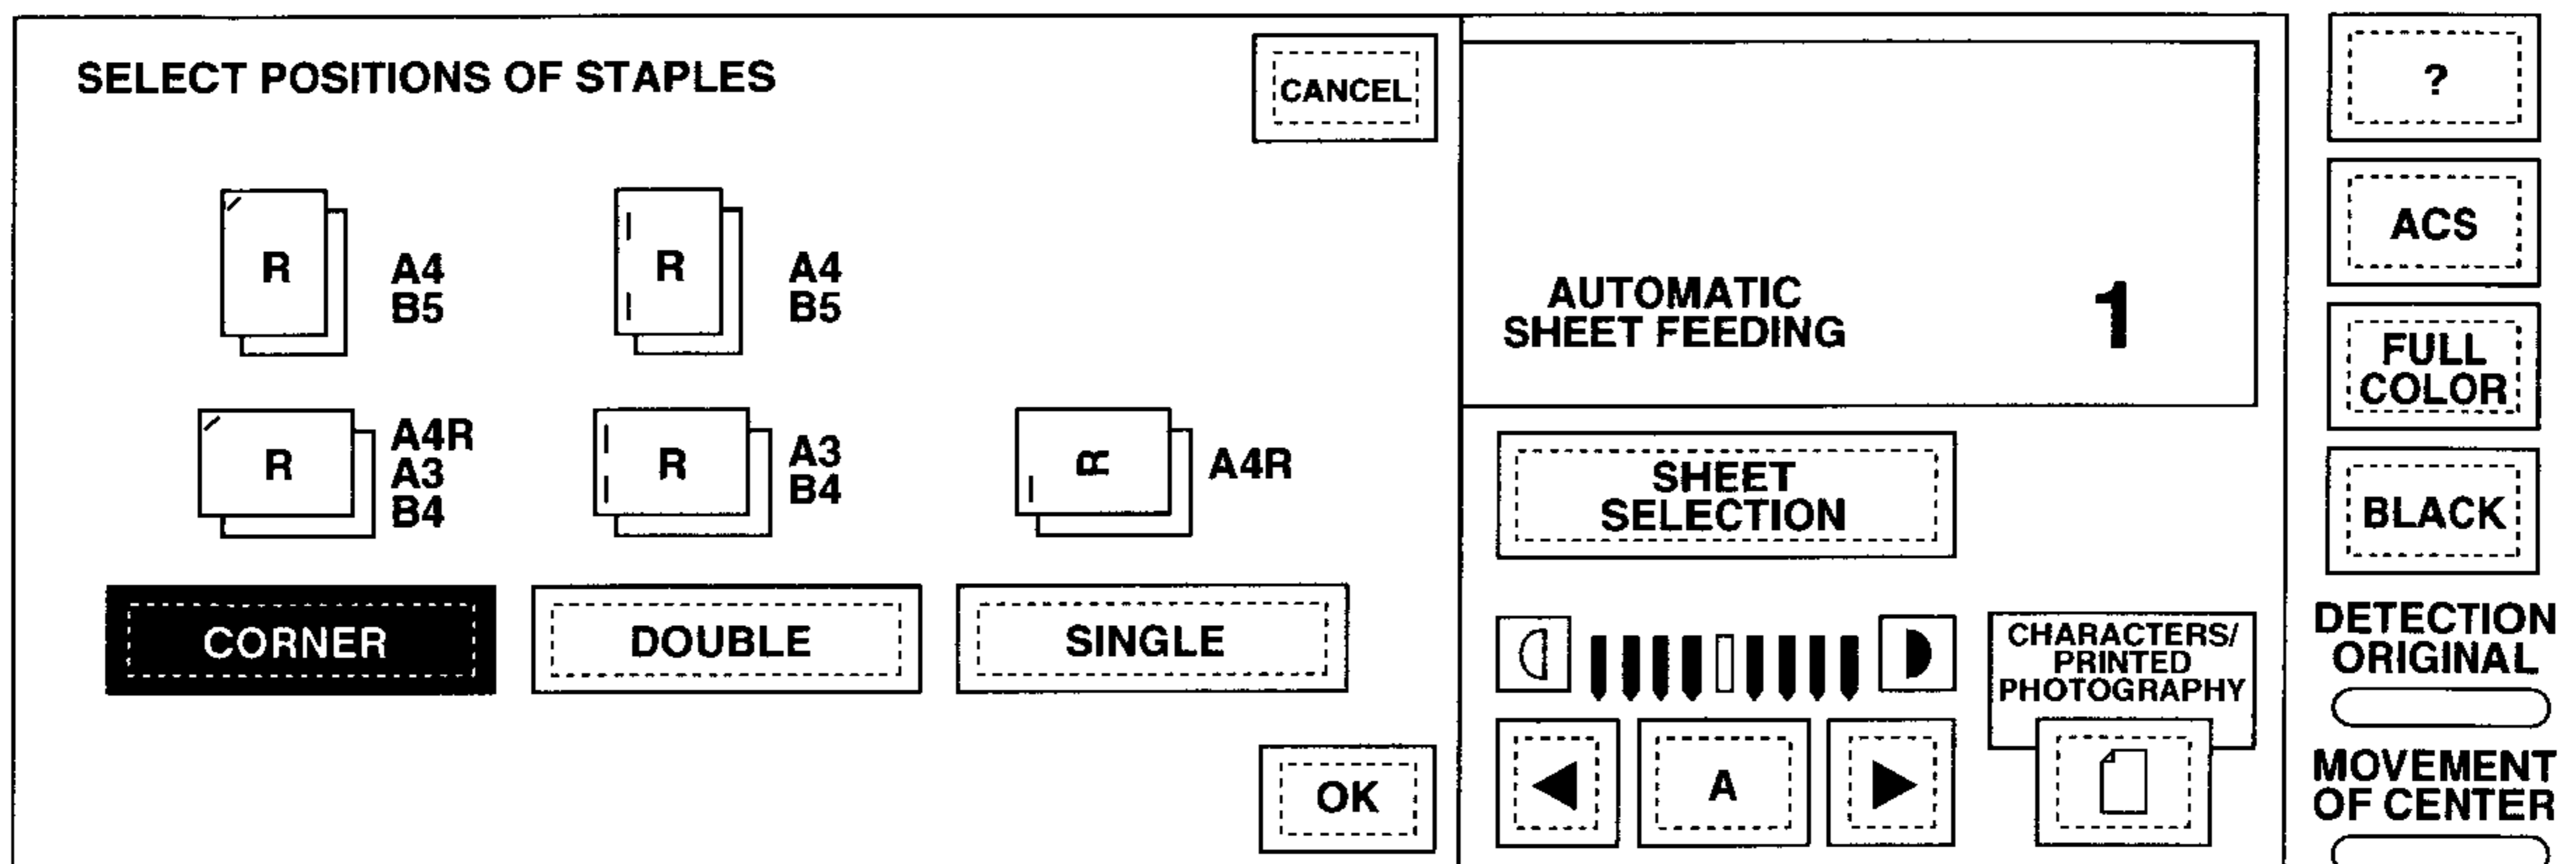 SELECT POSITIONS OF STAPLES
CANCEL
R
A4
B5
R
A4
B5
R
A4R
A3
B4
R
A3
B4
R
A4R
CORNER
DOUBLE
SINGLE
OK
AUTOMATIC
SHEET FEEDING
1
SHEET
SELECTION
CHARACTERS/
PRINTED
PHOTOGRAPHY
A
?
ACS
FULL
COLOR
BLACK
DETECTION
ORIGINAL
MOVEMENT
OF CENTER